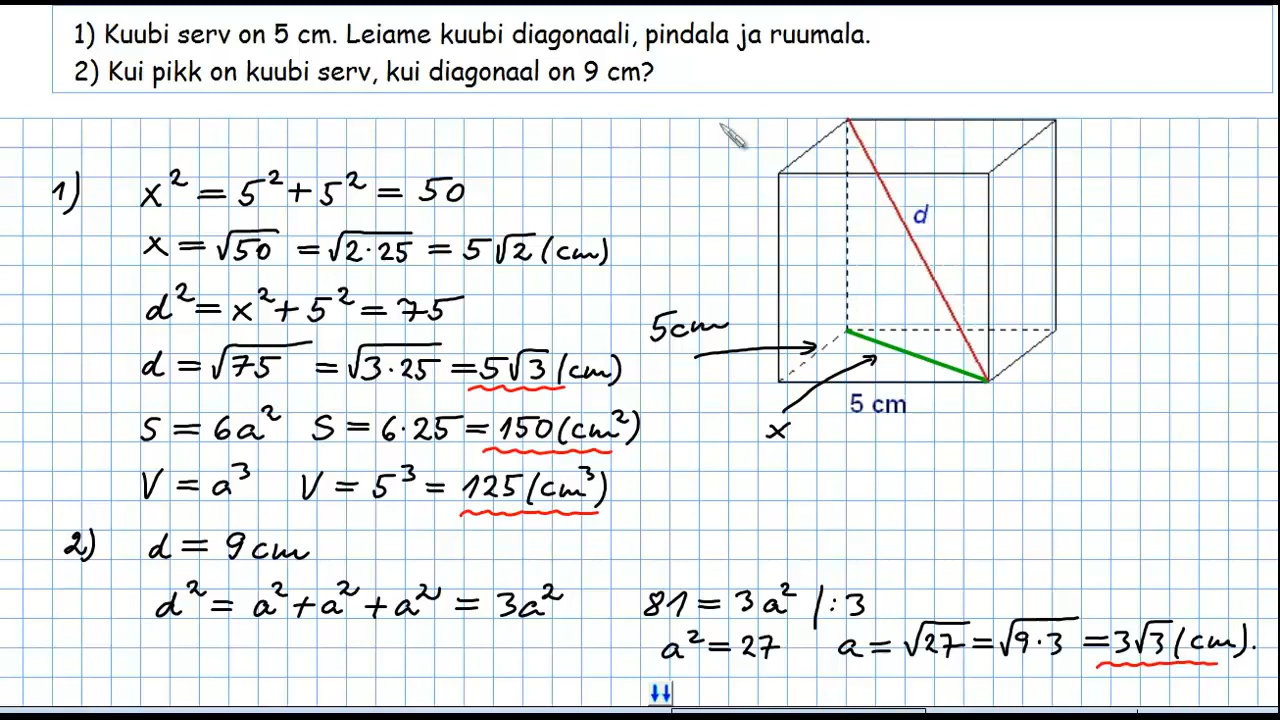 1) Kuubi serv on 5 cm. Leiame kuubi diagonaali, pindala ja ruumala.
2) Kui pikk on kuubi serv, kui diagonaal on 9 cm?
1) x² = 5² + 5² = 50
x = √50 = √2·25 = 5√2 (cm)
d² = x² + 5² = 75
d = √75 = √3·25 = 5√3 (cm)
S = 6a² S = 6·25 = 150 (cm²)
V = a³ V = 5³ = 125 (cm³)
2) d = 9 cm
d² = a² + a² + a² = 3a²
81 = 3a² |:3
a² = 27 a = √27 = √9·3 = 3√3 (cm).
d
5cm
5 cm
x